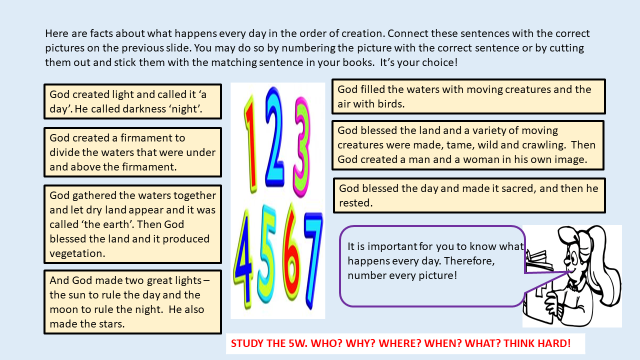 Here are facts about what happens every day in the order of creation. Connect these sentences with the correct
pictures on the previous slide. You may do so by numbering the picture with the correct sentence or by cutting
them out and stick them with the matching sentence in your books.  It's your choice!
God created light and called it 'a
day'. He called darkness 'night'.
God created a firmament to
divide the waters that were under
and above the firmament.
God gathered the waters together
and let dry land appear and it was
called 'the earth'. Then God
blessed the land and it produced
vegetation.
And God made two great lights –
the sun to rule the day and the
moon to rule the night.  He also
made the stars.
1 2 3
4 5 6 7
God filled the waters with moving creatures and the
air with birds.
God blessed the land and a variety of moving
creatures were made, tame, wild and crawling.  Then
God created a man and a woman in his own image.
God blessed the day and made it sacred, and then he
rested.
It is important for you to know what
happens every day. Therefore,
number every picture!
STUDY THE 5W. WHO? WHY? WHERE? WHEN? WHAT? THINK HARD!